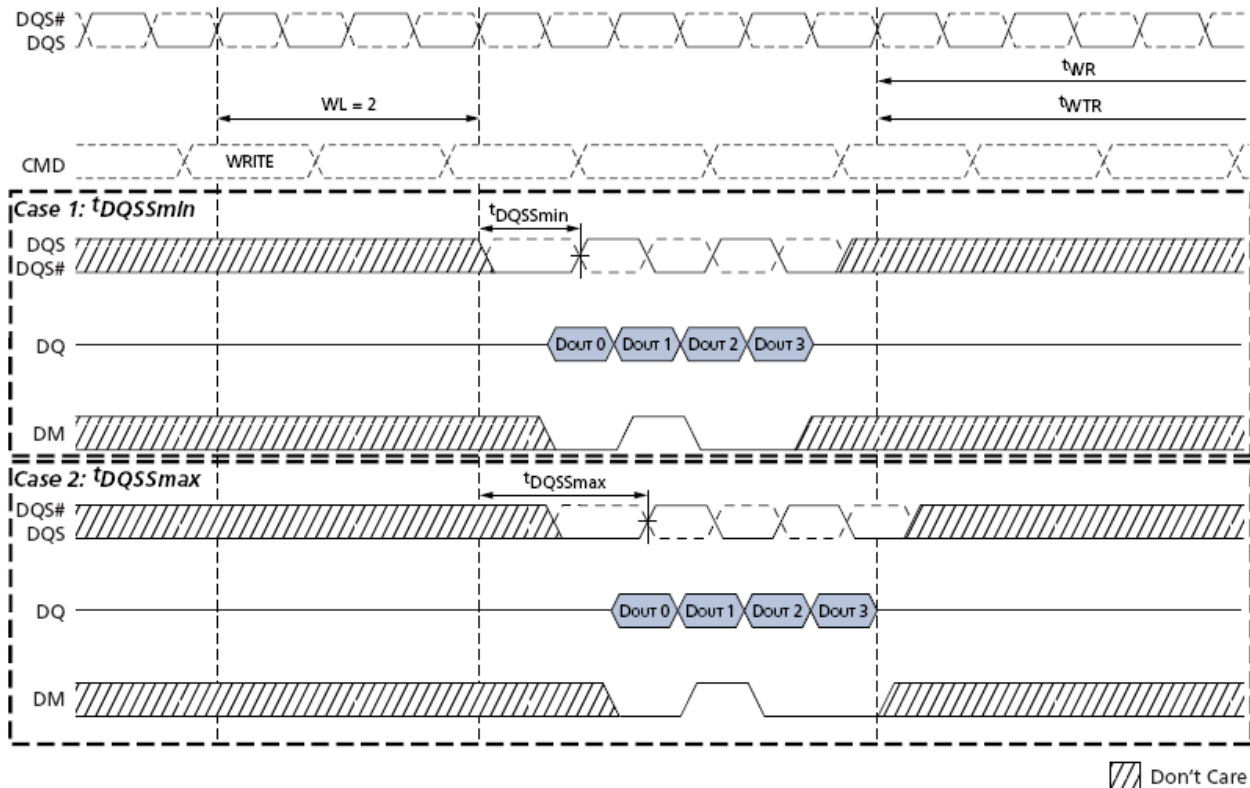 DQS#
DQS
tWR
WL = 2
tWTR
CMD WRITE
Case 1: tDQSSmin
tDQSSmin
DQS
DQS#
DQ DOUT 0 DOUT 1 DOUT 2 DOUT 3
DM
Case 2: tDQSSmax
tDQSSmax
DQS#
DQS
DQ DOUT 0 DOUT 1 DOUT 2 DOUT 3
DM
Don't Care